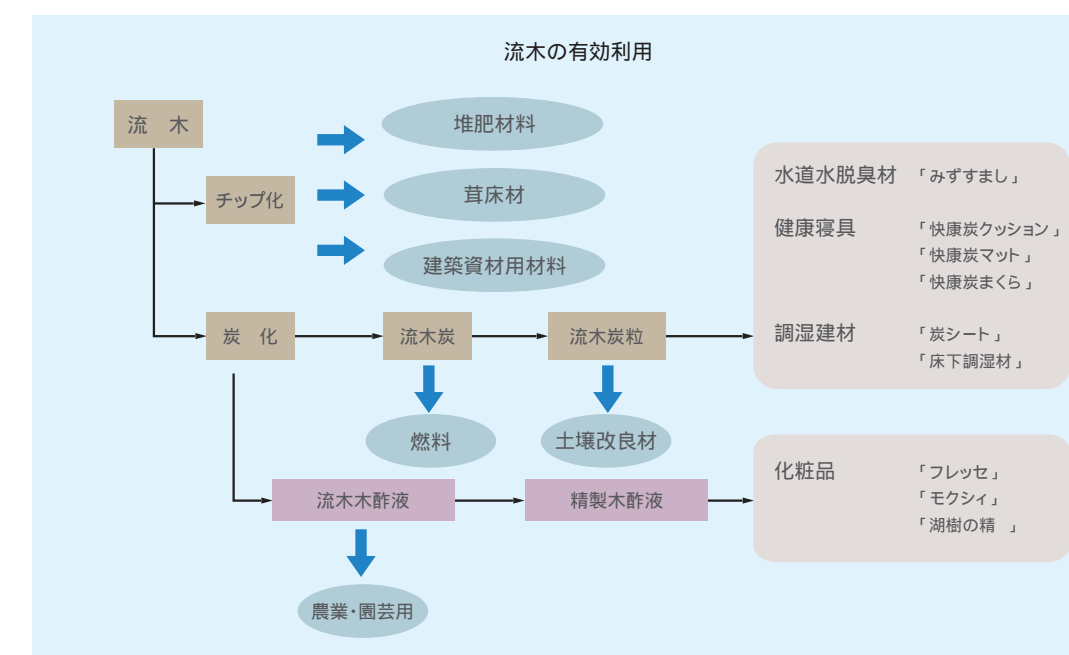 流木の有効利用
流　木
チップ化
堆肥材料
茸床材
建築資材用材料
炭　化
流木炭
流木炭粒
燃料
土壌改良材
水道水脱臭材　「みずすまし」
健康寝具　「快康炭クッション」
「快康炭マット」
「快康炭まくら」
調湿建材　「炭シート」
「床下調湿材」
流木木酢液
精製木酢液
農業・園芸用
化粧品　「フレッセ」
「モクシィ」
「湖樹の精　」